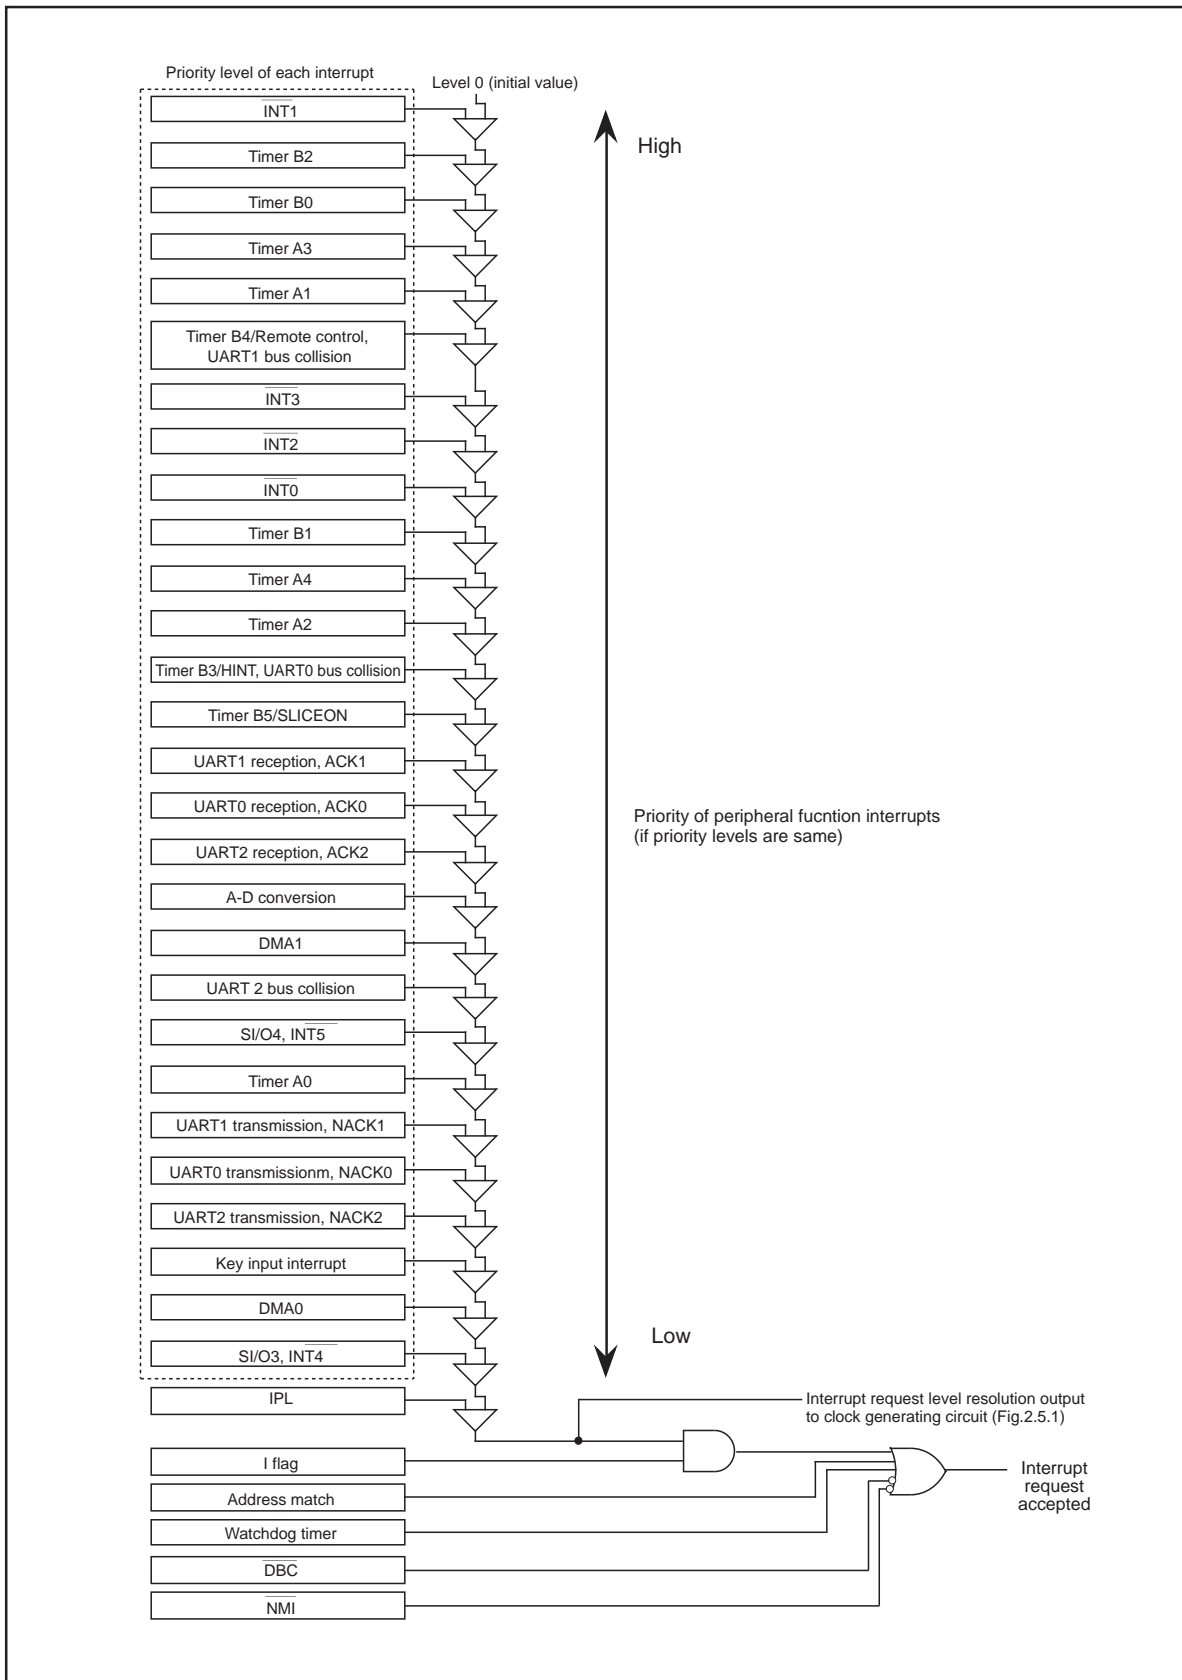 Priority level of each interrupt
Level 0 (initial value)
INT1
High
Timer B2
Timer B0
Timer A3
Timer A1
Timer B4/Remote control,
UART1 bus collision
INT3
INT2
INT0
Timer B1
Timer A4
Timer A2
Timer B3/HINT, UART0 bus collision
Timer B5/SLICEON
UART1 reception, ACK1
UART0 reception, ACK0
Priority of peripheral fucntion interrupts
(if priority levels are same)
UART2 reception, ACK2
A-D conversion
DMA1
UART 2 bus collision
SI/O4, INT5
Timer A0
UART1 transmission, NACK1
UART0 transmissionm, NACK0
UART2 transmission, NACK2
Key input interrupt
DMA0
Low
SI/O3, INT4
IPL
Interrupt request level resolution output
to clock generating circuit (Fig.2.5.1)
I flag
Interrupt
request
accepted
Address match
Watchdog timer
DBC
NMI